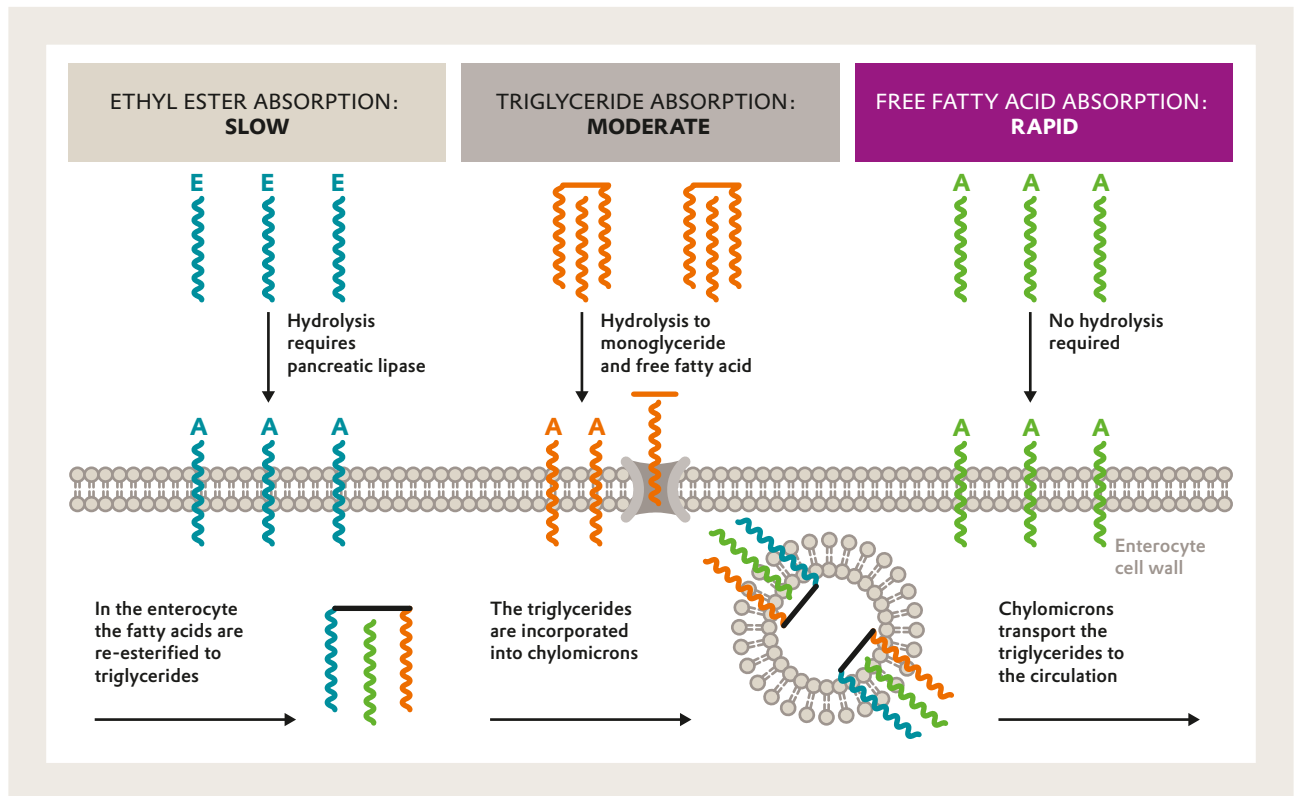 ETHYL ESTER ABSORPTION:
SLOW
TRIGLYCERIDE ABSORPTION:
MODERATE
FREE FATTY ACID ABSORPTION:
RAPID
E E E
A A A
Hydrolysis
requires
pancreatic lipase
Hydrolysis to
monoglyceride
and free fatty acid
No hydrolysis
required
A A A
A A
A A A
Enterocyte
cell wall
In the enterocyte
the fatty acids are
re-esterified to
triglycerides
The triglycerides
are incorporated
into chylomicrons
Chylomicrons
transport the
triglycerides to
the circulation